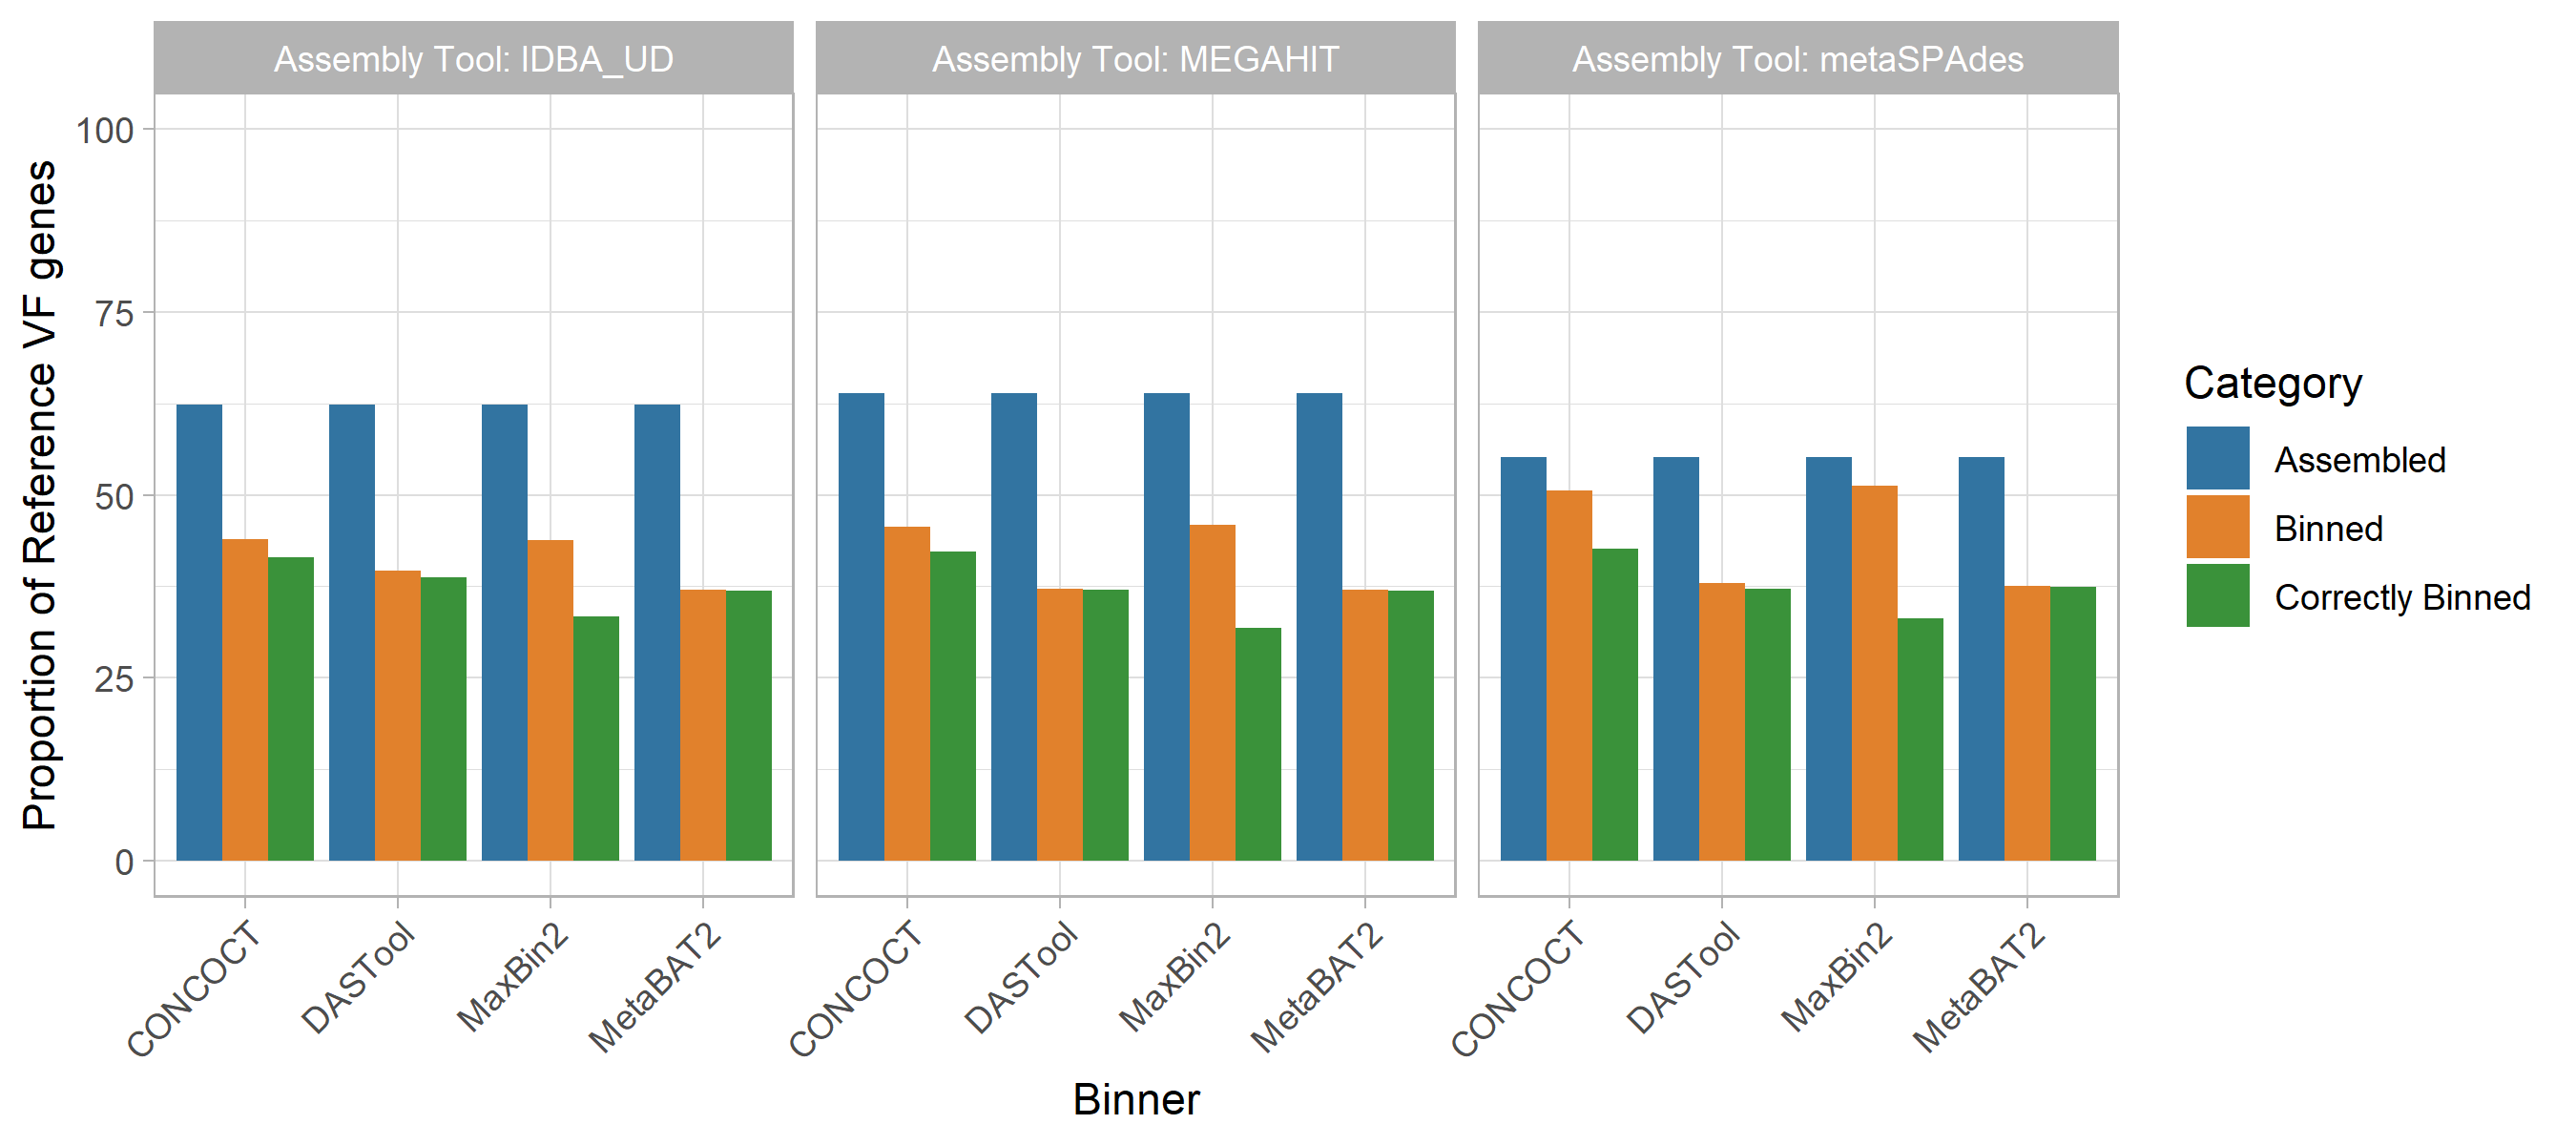 Assembly Tool: IDBA_UD
Assembly Tool: MEGAHIT
Assembly Tool: metaSPAdes
Proportion of Reference VF genes
100
75
50
25
0
CONCOCT
DASTool
MaxBin2
MetaBAT2
CONCOCT
DASTool
MaxBin2
MetaBAT2
CONCOCT
DASTool
MaxBin2
MetaBAT2
Binner
Category
Assembled
Binned
Correctly Binned